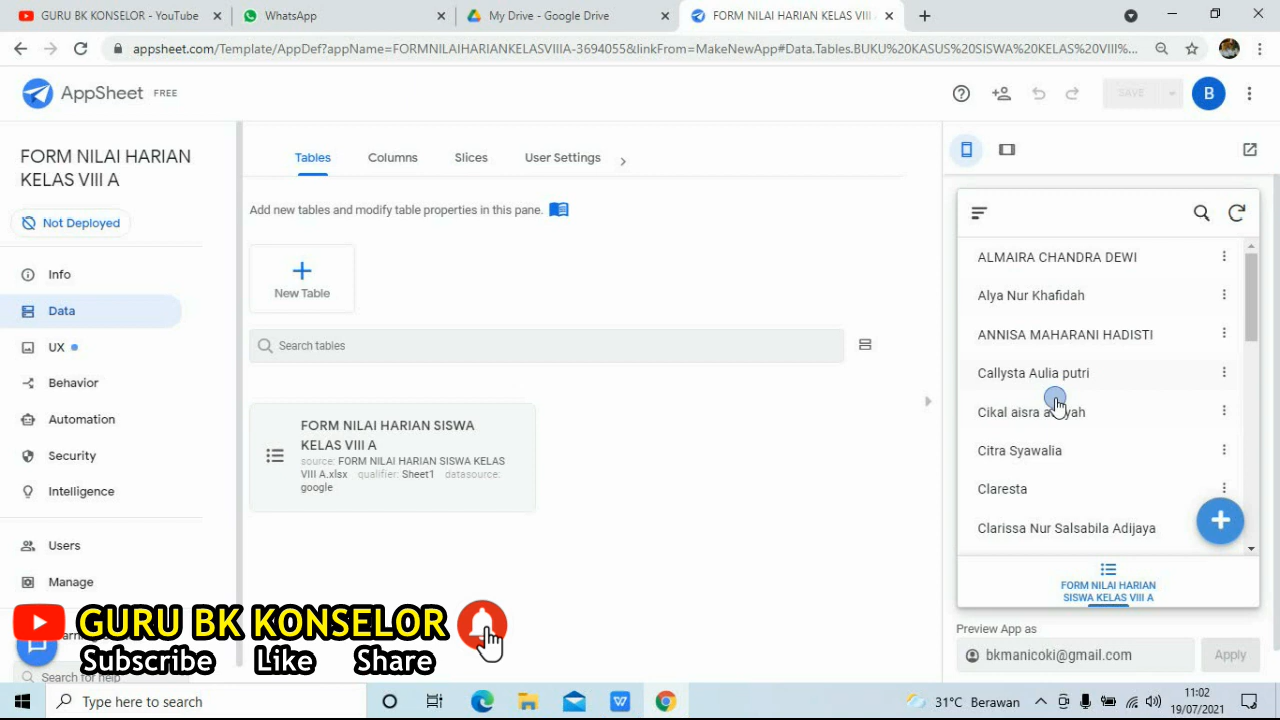 GURU BK KONSELOR - YouTube
WhatsApp
My Drive - Google Drive
FORM NILAI HARIAN KELAS VIII A
appsheet.com/Template/AppDef?appName=FORMNILAIHARIANKELASVIIIA-3694055&linkFrom=MakeNewApp#Data.Tables.BUKU%20KASUS%20SISWA%20KELAS%20VIII%...
AppSheet FREE
SAVE
B
FORM NILAI HARIAN
KELAS VIII A
Not Deployed
Info
Data
UX
Behavior
Automation
Security
Intelligence
Users
Manage
Search for help
Tables
Columns
Slices
User Settings
Add new tables and modify table properties in this pane.
New Table
Search tables
FORM NILAI HARIAN SISWA
KELAS VIII A
source: FORM NILAI HARIAN SISWA KELAS
VIII A.xlsx qualifier: Sheet1 datasource:
google
ALMAIRA CHANDRA DEWI
Alya Nur Khafidah
ANNISA MAHARANI HADISTI
Callysta Aulia putri
Cikal aisra
Citra Syawalia
Claresta
Clarissa Nur Salsabila Adijaya
FORM NILAI HARIAN
SISWA KELAS VIII A
Preview App as
bkmanicoki@gmail.com
Apply
GURU BK KONSELOR
Subscribe Like Share
Type here to search
31°C Berawan
11:02
19/07/2021